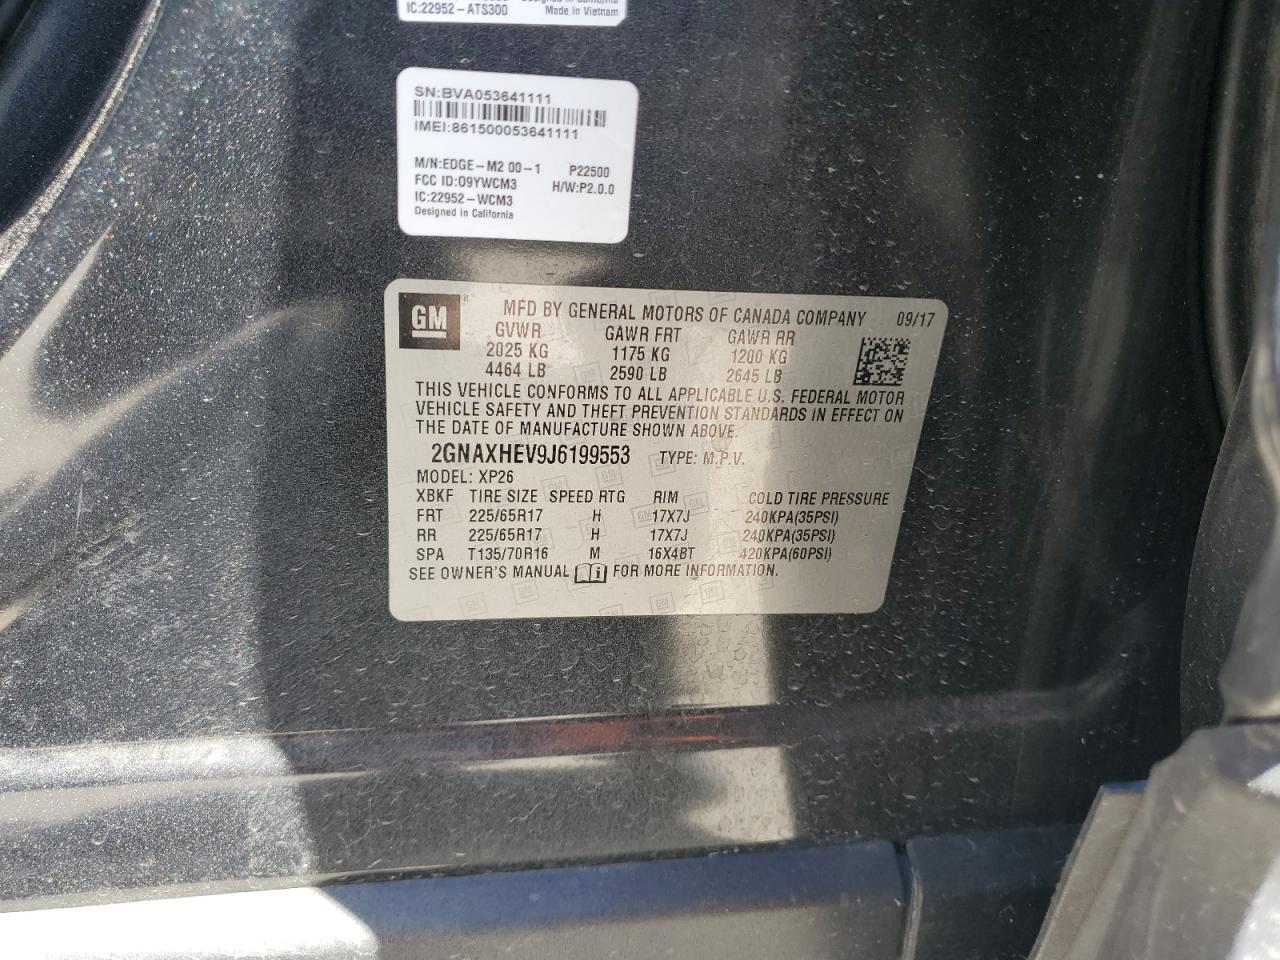 IC:22952-ATS300
Made in Vietnam
SN:BVA053641111
IMEI:861500053641111
M/N:EDGE-M2 00-1 P22500
FCC ID:O9YWCM3 H/W:P2.0.0
IC:22952-WCM3
Designed in California
GM ® MFD BY GENERAL MOTORS OF CANADA COMPANY 09/17
GVWR GAWR FRT GAWR RR
2025 KG 1175 KG 1200 KG
4464 LB 2590 LB 2645 LB
THIS VEHICLE CONFORMS TO ALL APPLICABLE U.S. FEDERAL MOTOR
VEHICLE SAFETY AND THEFT PREVENTION STANDARDS IN EFFECT ON
THE DATE OF MANUFACTURE SHOWN ABOVE.
2GNAXHEV9J6199553 TYPE: M.P.V.
MODEL: XP26
XBKF TIRE SIZE SPEED RTG RIM COLD TIRE PRESSURE
FRT 225/65R17 H 17X7J 240KPA(35PSI)
RR 225/65R17 H 17X7J 240KPA(35PSI)
SPA T135/70R16 M 16X4BT 420KPA(60PSI)
SEE OWNER'S MANUAL FOR MORE INFORMATION.